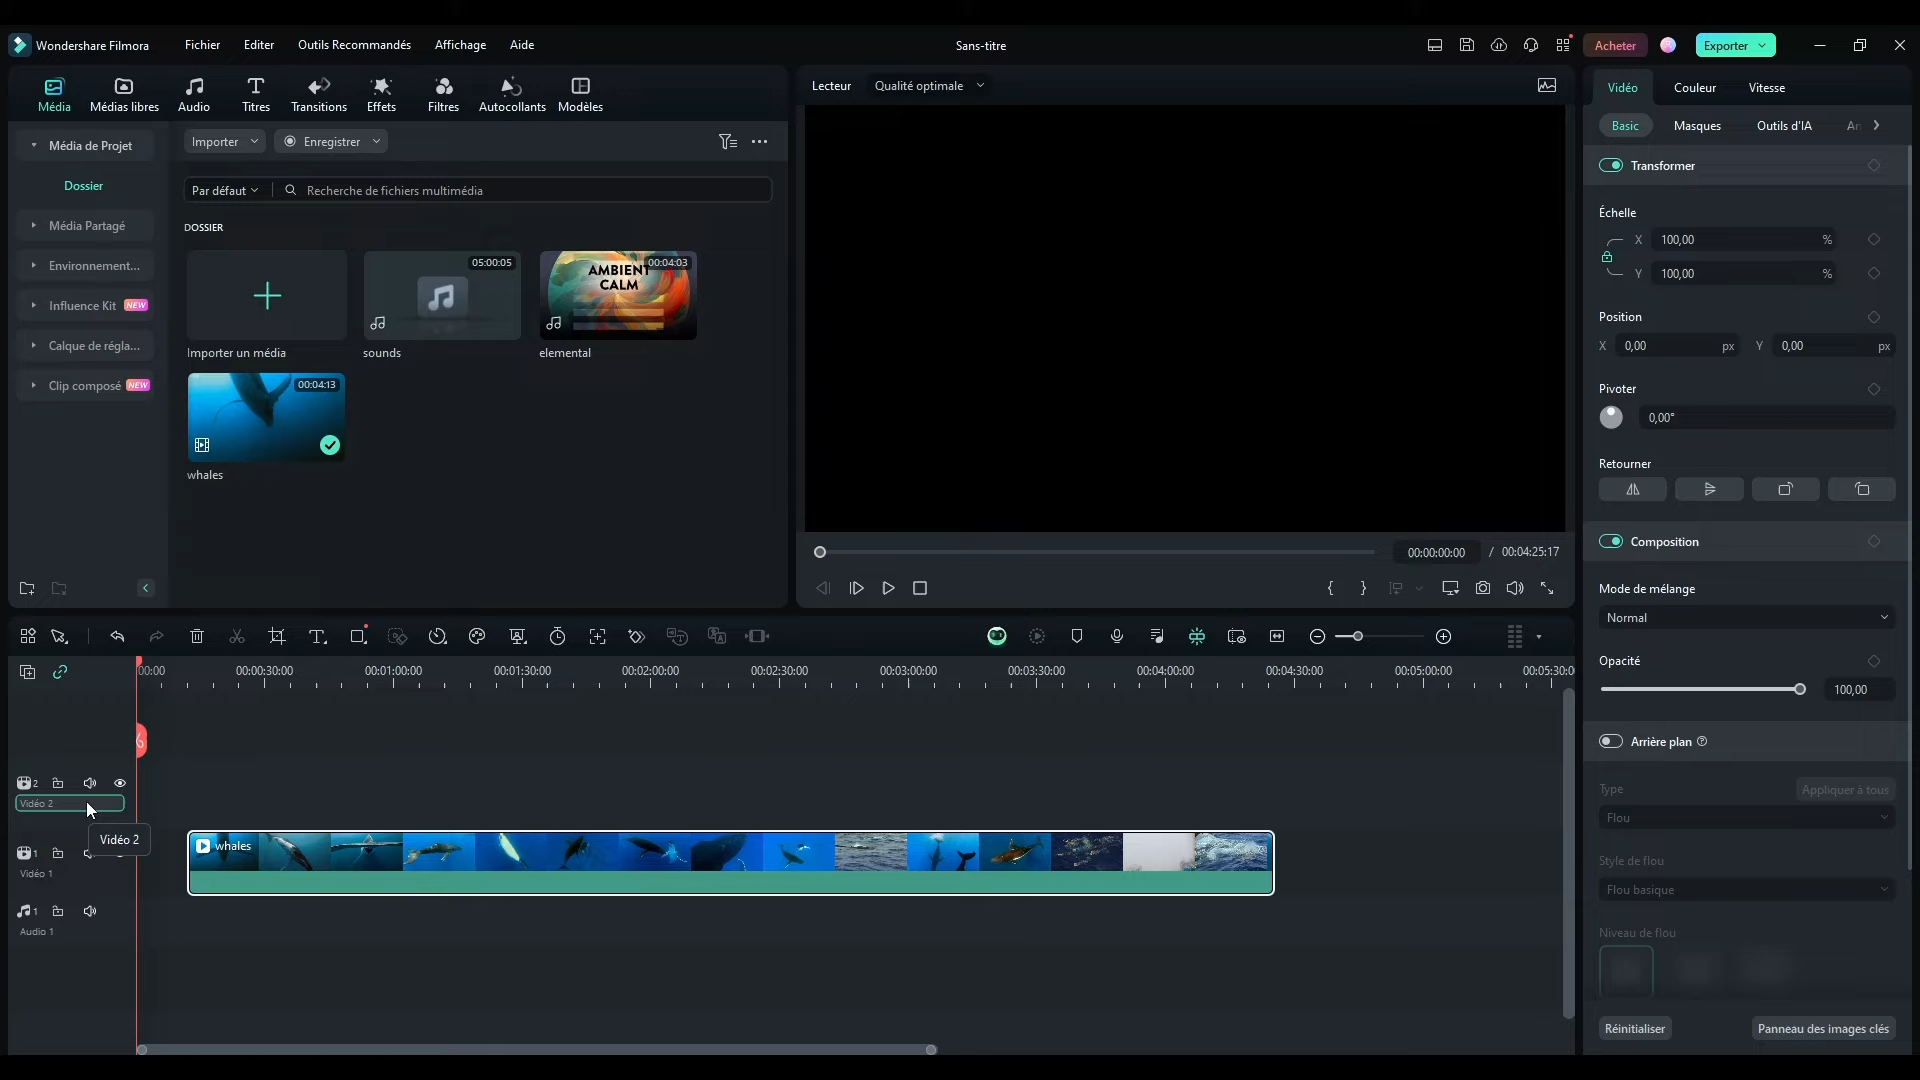 Wondershare Filmora
Fichier
Editer
Outils Recommandés
Affichage
Aide
Sans-titre
Acheter
Exporter
Média
Médias libres
Audio
Titres
Transitions
Effets
Filtres
Autocollants
Modèles
Lecteur
Qualité optimale
Vidéo
Couleur
Vitesse
Basic
Masques
Outils d'IA
Média de Projet
Dossier
Média Partagé
Environnement...
Influence Kit NEW
Calque de régla...
Clip composé NEW
Importer
Enregistrer
Par défaut
Recherche de fichiers multimédia
DOSSIER
Importer un média
05:00:05
sounds
AMBIENT
CALM
00:04:03
elemental
00:04:13
whales
00:00:00:00
/ 00:04:25:17
Transformer
Échelle
X 100,00 %
Y 100,00 %
Position
X 0,00 px Y 0,00 px
Pivoter
0,00°
Retourner
Composition
Mode de mélange
Normal
Opacité
100,00
Arrière plan
Type
Appliquer à tous
Flou
Style de flou
Flou basique
Niveau de flou
Réinitialiser
Panneau des images clés
00:00
00:00:30:00
00:01:00:00
00:01:30:00
00:02:00:00
00:02:30:00
00:03:00:00
00:03:30:00
00:04:00:00
00:04:30:00
00:05:00:00
00:05:30:0
2
Vidéo 2
Vidéo 2
1
Vidéo 1
whales
1
Audio 1